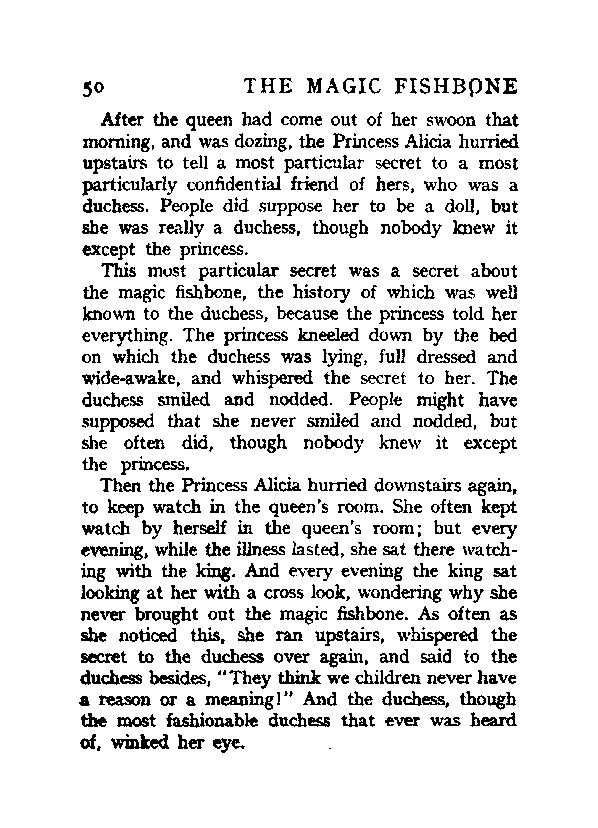 50 THE MAGIC FISHBONE
After the queen had come out of her swoon that
morning, and was dozing, the Princess Alicia hurried
upstairs to tell a most particular secret to a most
particularly confidential friend of hers, who was a
duchess. People did suppose her to be a doll, but
she was really a duchess, though nobody knew it
except the princess.
This most particular secret was a secret about
the magic fishbone, the history of which was well
known to the duchess, because the princess told her
everything. The princess kneeled down by the bed
on which the duchess was lying, full dressed and
wide-awake, and whispered the secret to her. The
duchess smiled and nodded. People might have
supposed that she never smiled and nodded, but
she often did, though nobody knew it except
the princess.
Then the Princess Alicia hurried downstairs again,
to keep watch in the queen's room. She often kept
watch by herself in the queen's room; but every
evening, while the illness lasted, she sat there watch-
ing with the king. And every evening the king sat
looking at her with a cross look, wondering why she
never brought out the magic fishbone. As often as
she noticed this, she ran upstairs, whispered the
secret to the duchess over again, and said to the
duchess besides, "They think we children never have
a reason or a meaning!" And the duchess, though
the most fashionable duchess that ever was heard
of, winked her eye.